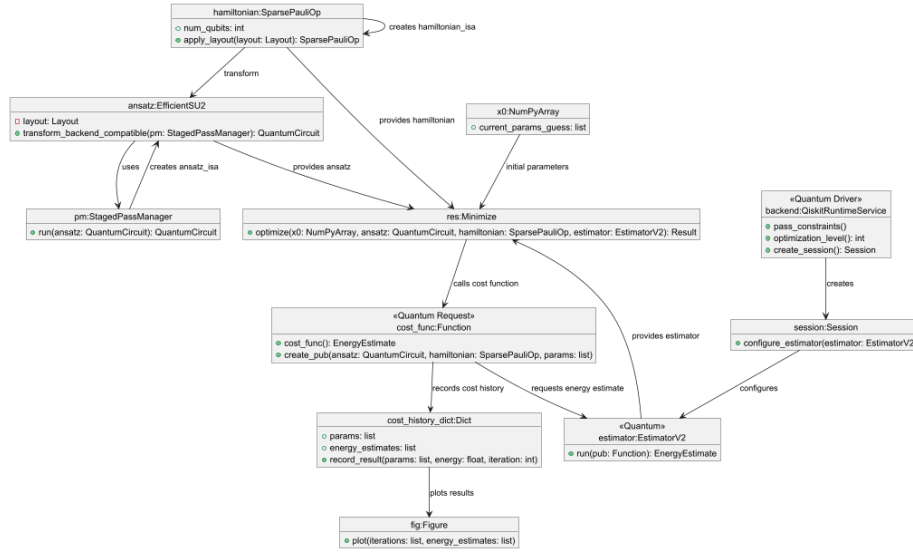 hamiltonian:SparsePauliOp
num_qubits: int
apply_layout(layout: Layout): SparsePauliOp
creates hamiltonian_isa
transform
ansatz:EfficientSU2
layout: Layout
transform_backend_compatible(pm: StagedPassManager): QuantumCircuit
x0:NumPyArray
current_params_guess: list
provides hamiltonian
uses
creates ansatz_isa
provides ansatz
initial parameters
pm:StagedPassManager
run(ansatz: QuantumCircuit): QuantumCircuit
res:Minimize
optimize(x0: NumPyArray, ansatz: QuantumCircuit, hamiltonian: SparsePauliOp, estimator: EstimatorV2): Result
«Quantum Driver»
backend:QiskitRuntimeService
pass_constraints()
optimization_level(): int
create_session(): Session
calls cost function
creates
«Quantum Request»
cost_func:Function
cost_func(): EnergyEstimate
create_pub(ansatz: QuantumCircuit, hamiltonian: SparsePauliOp, params: list)
provides estimator
session:Session
configure_estimator(estimator: EstimatorV2)
records cost history
requests energy estimate
configures
cost_history_dict:Dict
params: list
energy_estimates: list
record_result(params: list, energy: float, iteration: int)
«Quantum»
estimator:EstimatorV2
run(pub: Function): EnergyEstimate
plots results
fig:Figure
plot(iterations: list, energy_estimates: list)